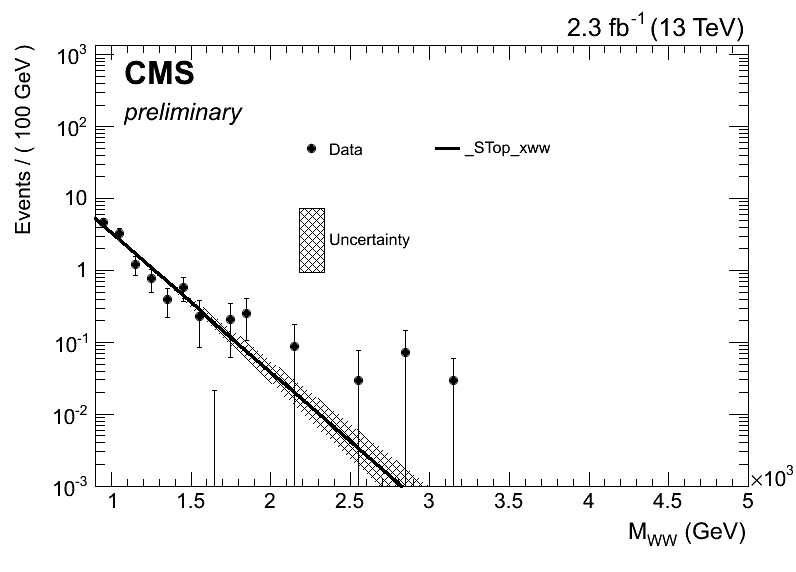 2.3 fb⁻¹ (13 TeV)
CMS
preliminary
Data
_STop_xww
Uncertainty
Events / ( 100 GeV )
10³
10²
10
1
10⁻¹
10⁻²
10⁻³
1 1.5 2 2.5 3 3.5 4 4.5 5
×10³
M_WW (GeV)